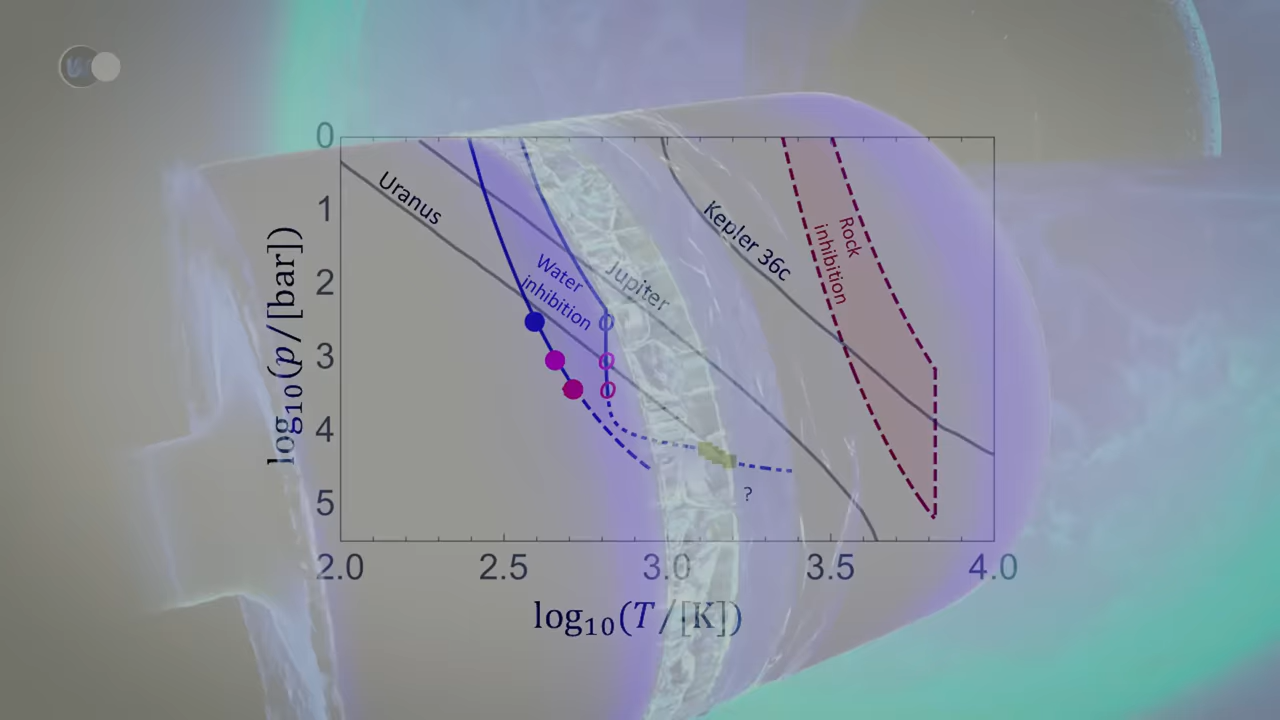 0
1
2
3
4
5
log₁₀(p/[bar])
Uranus
Water
inhibition
Jupiter
Kepler 36c
Rock
inhibition
?
2.0 2.5 3.0 3.5 4.0
log₁₀(T/[K])